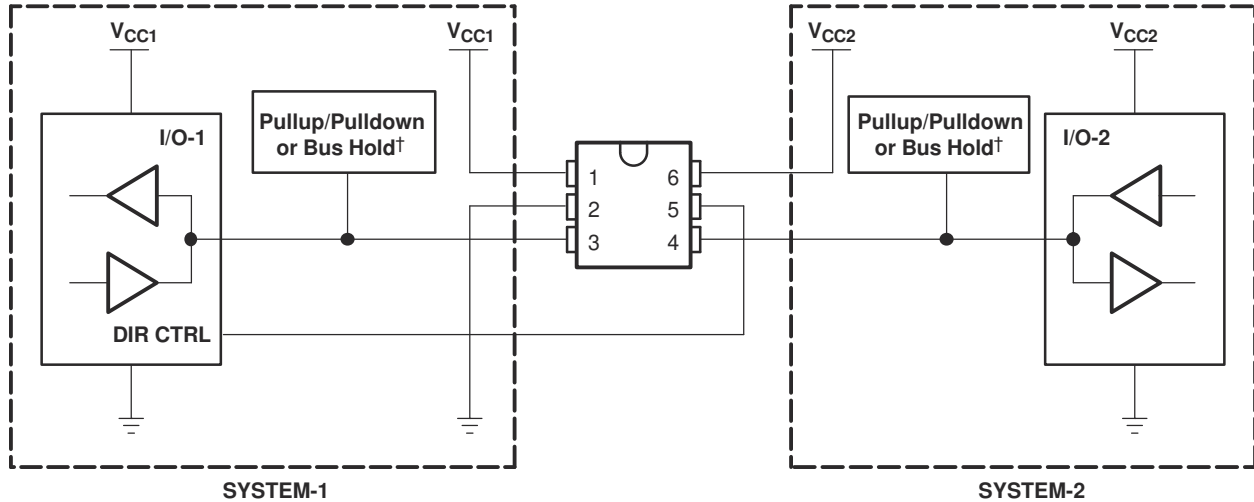 VCC1
VCC1
I/O-1
Pullup/Pulldown
or Bus Hold†
DIR CTRL
SYSTEM-1
1
2
3
6
5
4
VCC2
VCC2
Pullup/Pulldown
or Bus Hold†
I/O-2
SYSTEM-2